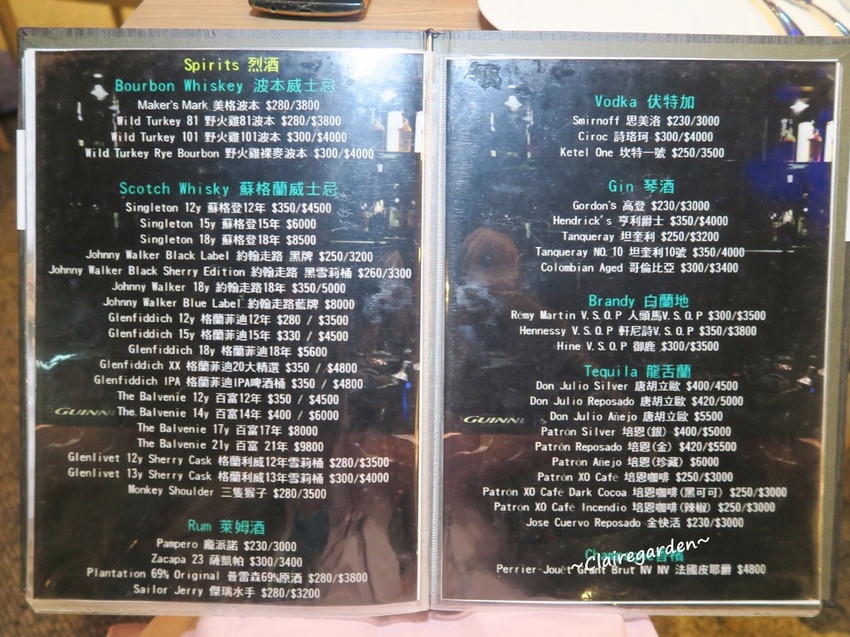 Spirits 烈酒
Bourbon Whiskey 波本威士忌
Maker's Mark 美格波本 $280/3800
Wild Turkey 81 野火雞81波本 $280/$3800
Wild Turkey 101 野火雞101波本 $300/$4000
Wild Turkey Rye Bourbon 野火雞裸麥波本 $300/$4000
Scotch Whisky 蘇格蘭威士忌
Singleton 12y 蘇格登12年 $350/$4500
Singleton 15y 蘇格登15年 $6000
Singleton 18y 蘇格登18年 $8500
Johnny Walker Black Label 約翰走路 黑牌 $250/3200
Johnny Walker Black Sherry Edition 約翰走路 黑雪莉桶 $260/3300
Johnny Walker 18y 約翰走路18年 $350/5000
Johnny Walker Blue Label 約翰走路藍牌 $8000
Glenfiddich 12y 格蘭菲迪12年 $280 / $3500
Glenfiddich 15y 格蘭菲迪15年 $330 / $4500
Glenfiddich 18y 格蘭菲迪18年 $5600
Glenfiddich XX 格蘭菲迪20大精選 $350 / $4800
Glenfiddich IPA 格蘭菲迪IPA啤酒桶 $350 / $4800
The Balvenie 12y 百富12年 $350 / $4500
The Balvenie 14y 百富14年 $400 / $6000
The Balvenie 17y 百富17年 $8000
The Balvenie 21y 百富 21年 $9800
Glenlivet 12y Sherry Cask 格蘭利威12年雪莉桶 $280/$3500
Glenlivet 13y Sherry Cask 格蘭利威13年雪莉桶 $300/$4000
Monkey Shoulder 三隻猴子 $280/3500
GUINN
Rum 萊姆酒
Pampero 龐派諾 $230/3000
Zacapa 23 薩凱帕 $300/3400
Plantation 69% Original 普雷森69%原酒 $280/$3800
Sailor Jerry 傑瑞水手 $280/$3200
Vodka 伏特加
Smirnoff 思美洛 $230/3000
Ciroc 詩珞珂 $300/$4000
Ketel One 坎特一號 $250/3500
Gin 琴酒
Gordon's 高登 $230/$3000
Hendrick's 亨利爵士 $350/$4000
Tanqueray 坦奎利 $250/$3200
Tanqueray NO.10 坦奎利10號 $350/4000
Colombian Aged 哥倫比亞 $300/$3400
Brandy 白蘭地
Rémy Martin V.S.O.P 人頭馬V.S.O.P $300/$3500
Hennessy V.S.O.P 軒尼詩V.S.O.P $350/$3800
Hine V.S.O.P 御鹿 $300/$3500
Tequila 龍舌蘭
Don Julio Silver 唐胡立歐 $400/4500
Don Julio Reposado 唐胡立歐 $420/5000
Don Julio Añejo 唐胡立歐 $5500
GUINN
Patrón Silver 培恩(銀) $400/$5000
Patrón Reposado 培恩(金) $420/$5500
Patrón Anejo 培恩(珍藏) $6000
Patrón XO Café 培恩咖啡 $250/$3000
Patrón XO Café Dark Cocoa 培恩咖啡(黑可可) $250/$3000
Patrón XO Café Incendio 培恩咖啡(辣椒) $250/$3000
Jose Cuervo Reposado 金快活 $230/$3000
~Clairegarden~
Perrier-Jouët Grant Brut NV NV 法國皮耶爵 $4800